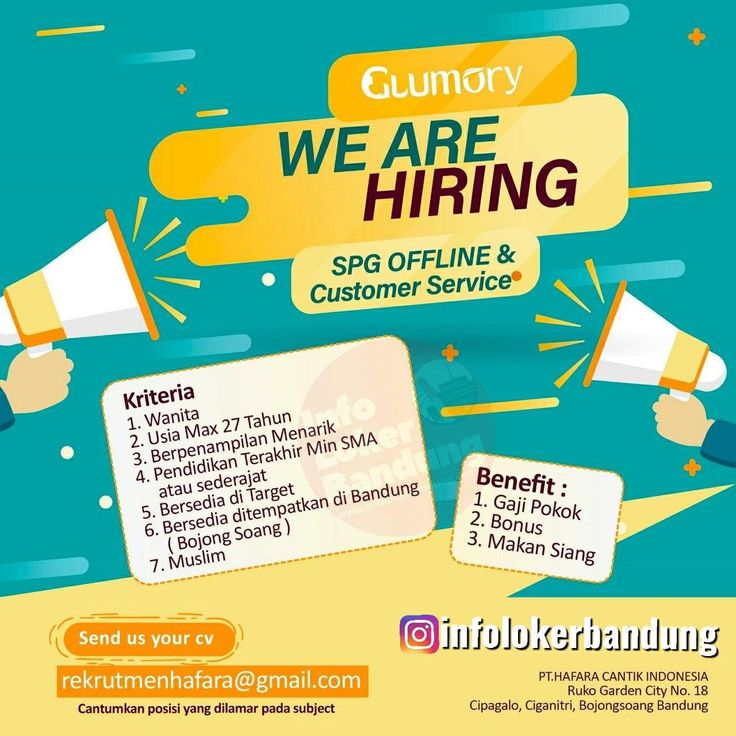 Glumory
WE ARE
HIRING
SPG OFFLINE &
Customer Service
Kriteria
1. Wanita
2. Usia Max 27 Tahun
3. Berpenampilan Menarik
4. Pendidikan Terakhir Min SMA
atau sederajat
5. Bersedia di Target
6. Bersedia ditempatkan di Bandung
( Bojong Soang )
7. Muslim
Info
Loker
Bandung
Benefit :
1. Gaji Pokok
2. Bonus
3. Makan Siang
Send us your cv
rekrutmenhafara@gmail.com
Cantumkan posisi yang dilamar pada subject
infolokerbandung
PT.HAFARA CANTIK INDONESIA
Ruko Garden City No. 18
Cipagalo, Ciganitri, Bojongsoang Bandung